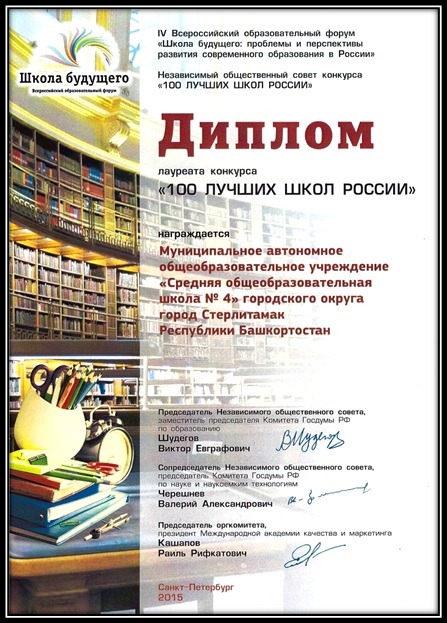 Школа будущего
Всероссийский образовательный форум
IV Всероссийский образовательный форум
«Школа будущего: проблемы и перспективы
развития современного образования в России»
Независимый общественный совет конкурса
«100 ЛУЧШИХ ШКОЛ РОССИИ»
Диплом
лауреата конкурса
«100 ЛУЧШИХ ШКОЛ РОССИИ»
награждается
Муниципальное автономное
общеобразовательное учреждение
«Средняя общеобразовательная
школа № 4» городского округа
город Стерлитамак
Республики Башкортостан
Председатель Независимого общественного совета,
заместитель председателя Комитета Госдумы РФ
по образованию
Шудегов
Виктор Евграфович
Сопредседатель Независимого общественного совета,
председатель Комитета Госдумы РФ
по науке и наукоемким технологиям
Черешнев
Валерий Александрович
Председатель оргкомитета,
президент Международной академии качества и маркетинга
Кашапов
Раиль Рифкатович
Санкт-Петербург
2015